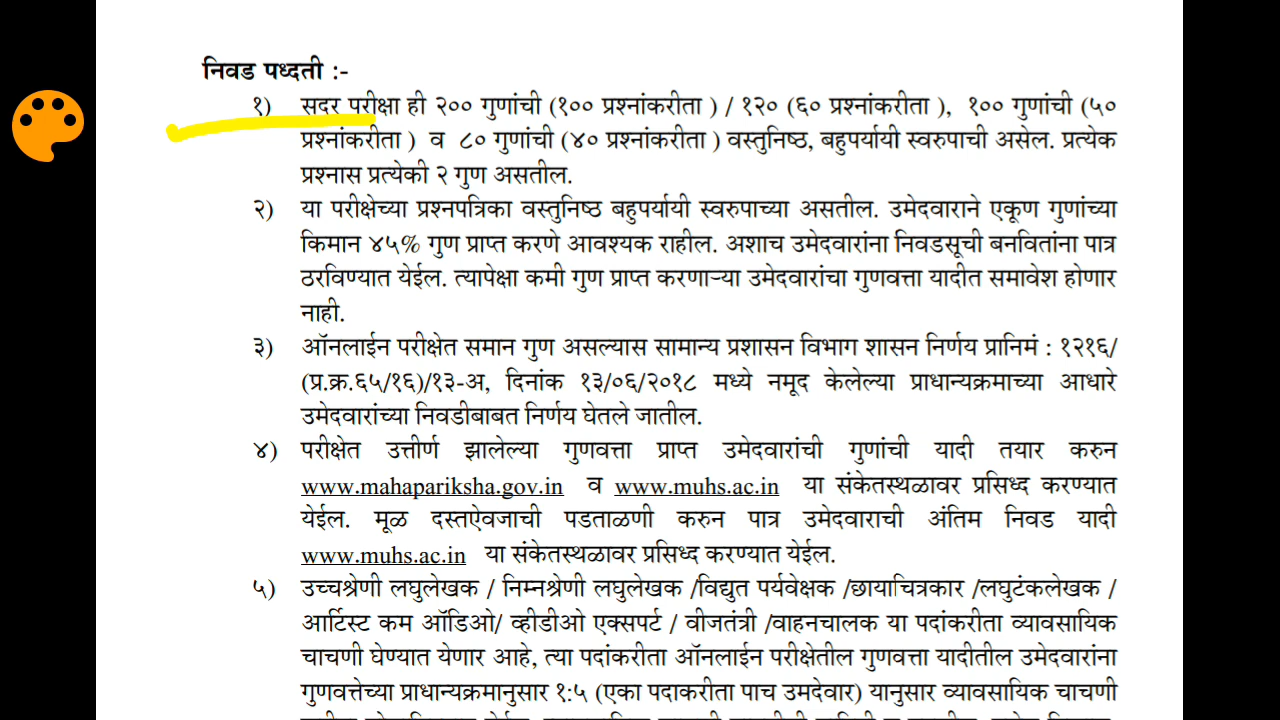 निवड पध्दती :-
१) सदर परीक्षा ही २०० गुणांची (१०० प्रश्नांकरीता ) / १२० (६० प्रश्नांकरीता ), १०० गुणांची (५०
प्रश्नांकरीता ) व ८० गुणांची (४० प्रश्नांकरीता ) वस्तुनिष्ठ, बहुपर्यायी स्वरुपाची असेल. प्रत्येक
प्रश्नास प्रत्येकी २ गुण असतील.
२) या परीक्षेच्या प्रश्नपत्रिका वस्तुनिष्ठ बहुपर्यायी स्वरुपाच्या असतील. उमेदवाराने एकूण गुणांच्या
किमान ४५% गुण प्राप्त करणे आवश्यक राहील. अशाच उमेदवारांना निवडसूची बनवितांना पात्र
ठरविण्यात येईल. त्यापेक्षा कमी गुण प्राप्त करणाऱ्या उमेदवारांचा गुणवत्ता यादीत समावेश होणार
नाही.
३) ऑनलाईन परीक्षेत समान गुण असल्यास सामान्य प्रशासन विभाग शासन निर्णय प्रानिमं : १२१६/
(प्र.क्र.६५/१६)/१३-अ, दिनांक १३/०६/२०१८ मध्ये नमूद केलेल्या प्राधान्यक्रमाच्या आधारे
उमेदवारांच्या निवडीबाबत निर्णय घेतले जातील.
४) परीक्षेत उत्तीर्ण झालेल्या गुणवत्ता प्राप्त उमेदवारांची गुणांची यादी तयार करुन
www.mahapariksha.gov.in व www.muhs.ac.in या संकेतस्थळावर प्रसिध्द करण्यात
येईल. मूळ दस्तऐवजाची पडताळणी करुन पात्र उमेदवाराची अंतिम निवड यादी
www.muhs.ac.in या संकेतस्थळावर प्रसिध्द करण्यात येईल.
५) उच्चश्रेणी लघुलेखक / निम्नश्रेणी लघुलेखक /विद्युत पर्यवेक्षक /छायाचित्रकार /लघुटंकलेखक /
आर्टिस्ट कम ऑडिओ/ व्हीडीओ एक्सपर्ट / वीजतंत्री /वाहनचालक या पदांकरीता व्यावसायिक
चाचणी घेण्यात येणार आहे, त्या पदांकरीता ऑनलाईन परीक्षेतील गुणवत्ता यादीतील उमेदवारांना
गुणवत्तेच्या प्राधान्यक्रमानुसार १:५ (एका पदाकरीता पाच उमदेवार) यानुसार व्यावसायिक चाचणी